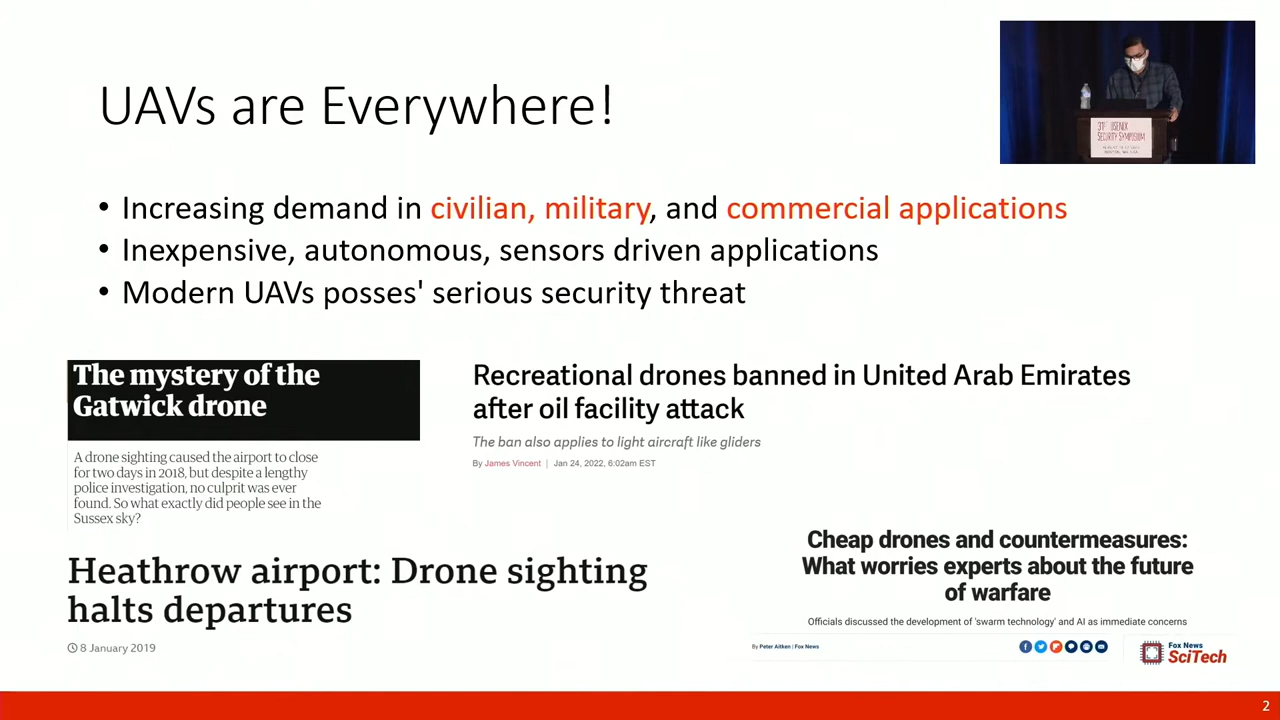 UAVs are Everywhere!
31st USENIX
SECURITY SYMPOSIUM
• Increasing demand in civilian, military, and commercial applications
• Inexpensive, autonomous, sensors driven applications
• Modern UAVs posses' serious security threat
The mystery of the
Gatwick drone
A drone sighting caused the airport to close
for two days in 2018, but despite a lengthy
police investigation, no culprit was ever
found. So what exactly did people see in the
Sussex sky?
Recreational drones banned in United Arab Emirates
after oil facility attack
The ban also applies to light aircraft like gliders
By James Vincent | Jan 24, 2022, 6:02am EST
Heathrow airport: Drone sighting
halts departures
8 January 2019
Cheap drones and countermeasures:
What worries experts about the future
of warfare
Officials discussed the development of 'swarm technology' and AI as immediate concerns
By Peter Aitken | Fox News
Fox News
SciTech
2